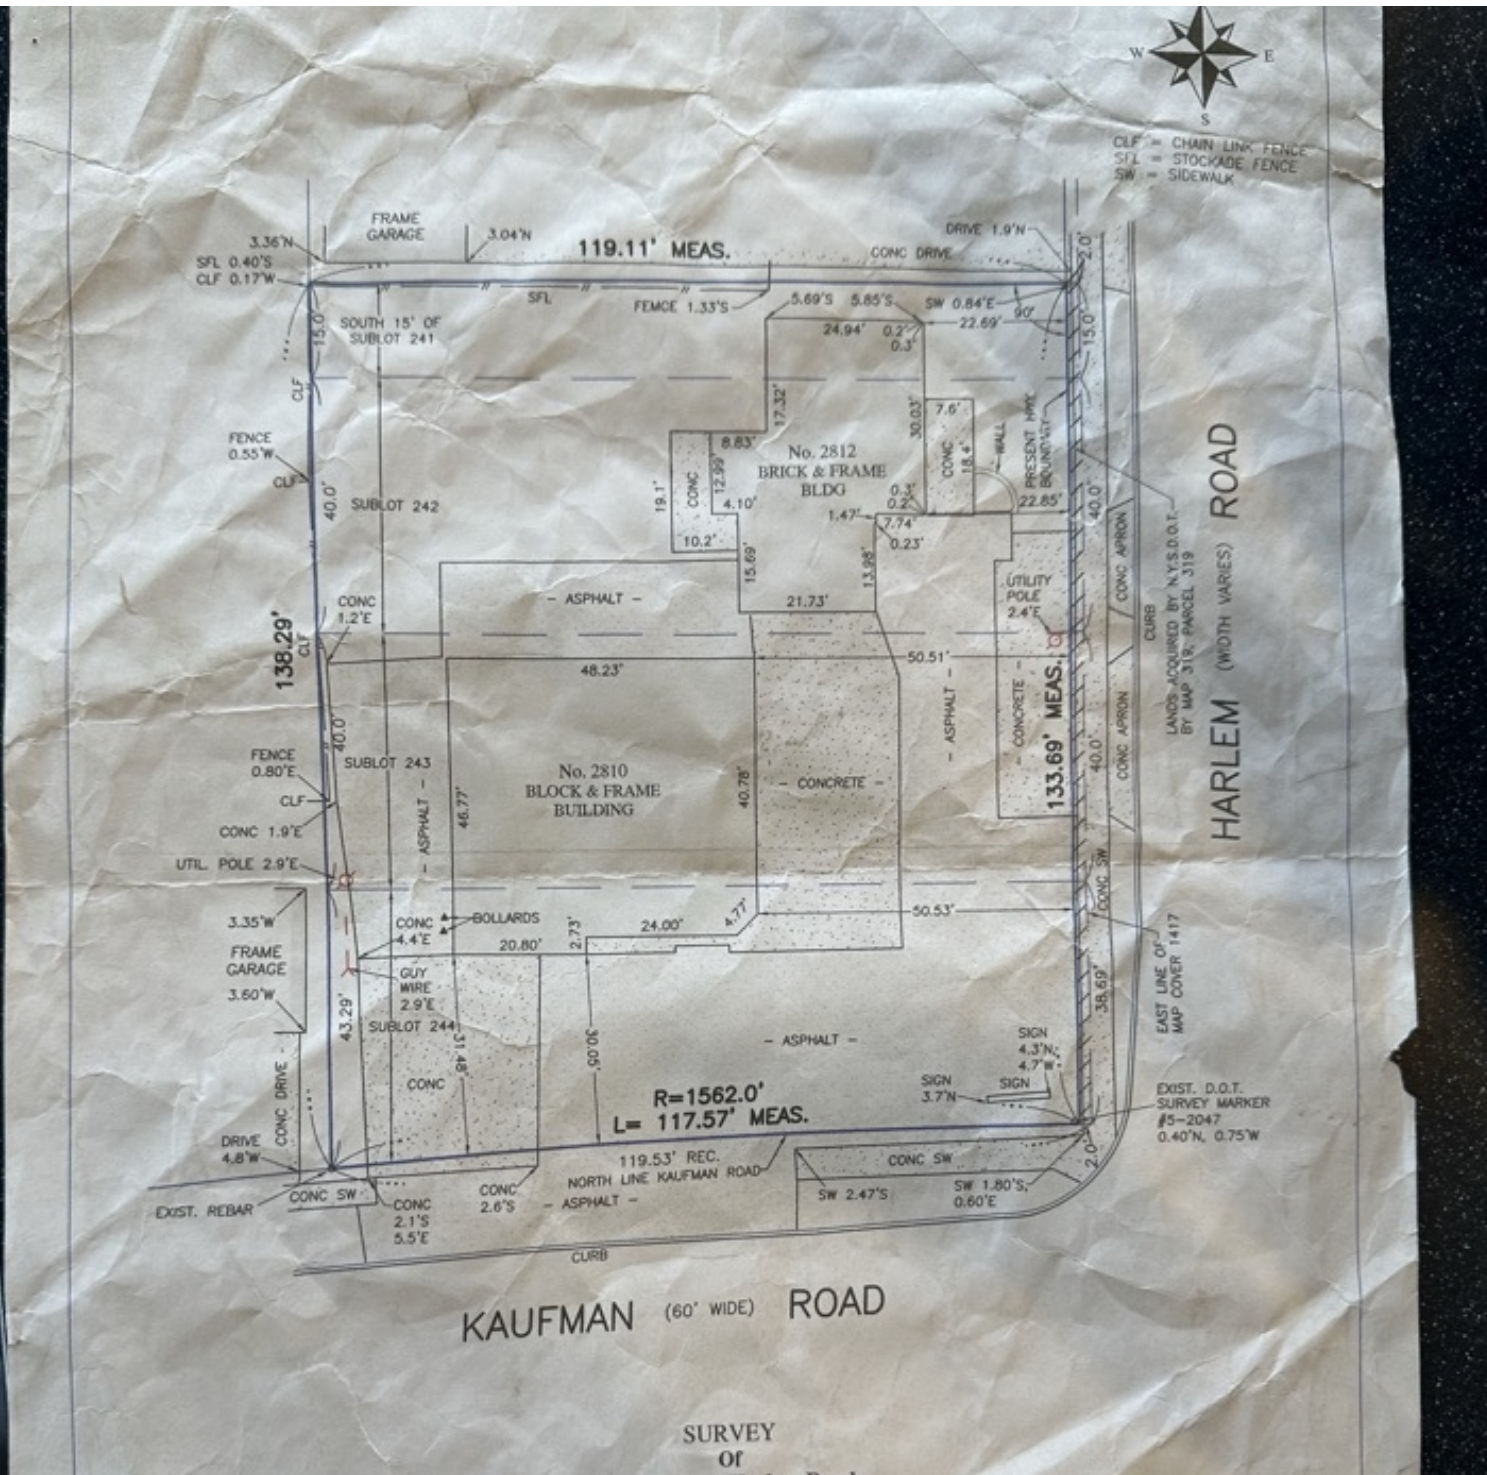 W E
S
CLF = CHAIN LINK FENCE
SFL = STOCKADE FENCE
SW = SIDEWALK
FRAME
GARAGE
3.36'N
3.04'N
119.11' MEAS.
DRIVE 1.9'N
CONC DRIVE
2.0'
SFL 0.40'S
CLF 0.17'W
SFL
FEMCE 1.33'S
5.69'S
5.85'S
SW 0.84'E
90°
15.0'
SOUTH 15' OF
SUBLOT 241
24.94'
0.2'
0.3'
22.69'
15.0'
CLF
17.32'
30.03'
7.6'
CONC
18.4'
WALL
PRESENT HWY.
BOUNDARY
FENCE
0.55'W
CLF
40.0'
SUBLOT 242
8.83'
19.1'
CONC
12.99'
4.10'
10.2'
No. 2812
BRICK & FRAME
BLDG
0.3'
0.2'
1.47'
7.74'
0.23'
22.85'
40.0'
CONC APRON
15.69'
13.98'
21.73'
- ASPHALT -
UTILITY
POLE
2.4'E
CONC
1.2'E
138.29'
CLF
48.23'
50.51'
CURB
LANDS ACQUIRED BY N.Y.S.D.O.T.
BY MAP 319, PARCEL 319
HARLEM (WIDTH VARIES) ROAD
40.0'
SUBLOT 243
FENCE
0.80'E
CLF
CONC 1.9'E
UTIL. POLE 2.9'E
- ASPHALT -
46.77'
No. 2810
BLOCK & FRAME
BUILDING
40.78'
- CONCRETE -
- ASPHALT -
- CONCRETE -
133.69' MEAS.
40.0'
CONC APRON
CONC SW
3.35'W
FRAME
GARAGE
3.60'W
CONC
4.4'E
BOLLARDS
20.80'
2.73'
24.00'
4.77'
50.53'
EAST LINE OF
MAP COVER 1417
38.69'
43.29'
GUY
WIRE
2.9'E
SUBLOT 244
31.48'
30.05'
CONC
- ASPHALT -
SIGN
4.3'N,
4.7'W
SIGN
3.7'N
SIGN
CONC DRIVE -
R=1562.0'
L= 117.57' MEAS.
EXIST. D.O.T.
SURVEY MARKER
#5-2047
0.40'N, 0.75'W
DRIVE
4.8'W
119.53' REC.
NORTH LINE KAUFMAN ROAD
CONC SW
2.0'
EXIST. REBAR
CONC SW
CONC
2.1'S
5.5'E
CONC
2.6'S
- ASPHALT -
SW 2.47'S
SW 1.80'S,
0.60'E
CURB
KAUFMAN (60' WIDE) ROAD
SURVEY
Of